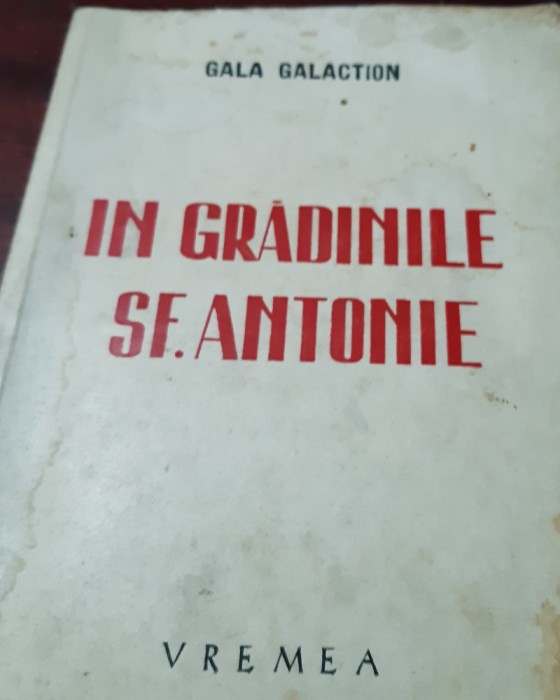 GALA GALACTION
IN GRĂDINILE
SF. ANTONIE
VREMEA